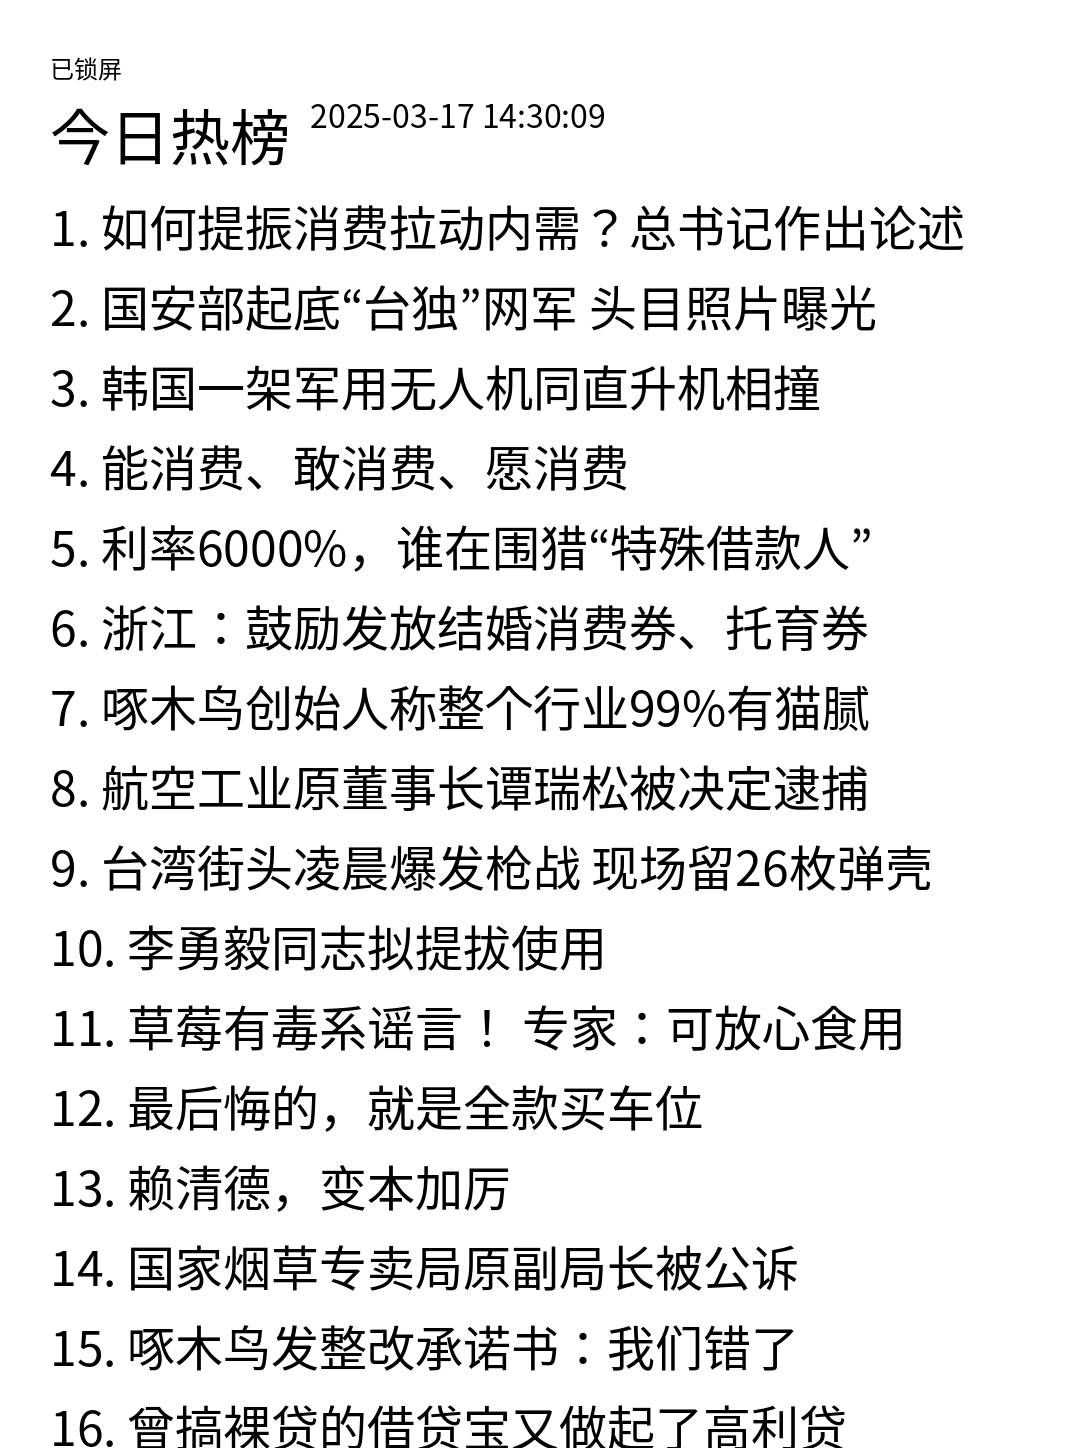 已锁屏
今日热榜 2025-03-17 14:30:09
1. 如何提振消费拉动内需？总书记作出论述
2. 国安部起底“台独”网军 头目照片曝光
3. 韩国一架军用无人机同直升机相撞
4. 能消费、敢消费、愿消费
5. 利率6000%，谁在围猎“特殊借款人”
6. 浙江：鼓励发放结婚消费券、托育券
7. 啄木鸟创始人称整个行业99%有猫腻
8. 航空工业原董事长谭瑞松被决定逮捕
9. 台湾街头凌晨爆发枪战 现场留26枚弹壳
10. 李勇毅同志拟提拔使用
11. 草莓有毒系谣言！ 专家：可放心食用
12. 最后悔的，就是全款买车位
13. 赖清德，变本加厉
14. 国家烟草专卖局原副局长被公诉
15. 啄木鸟发整改承诺书：我们错了
16. 曾搞裸贷的借贷宝又做起了高利贷